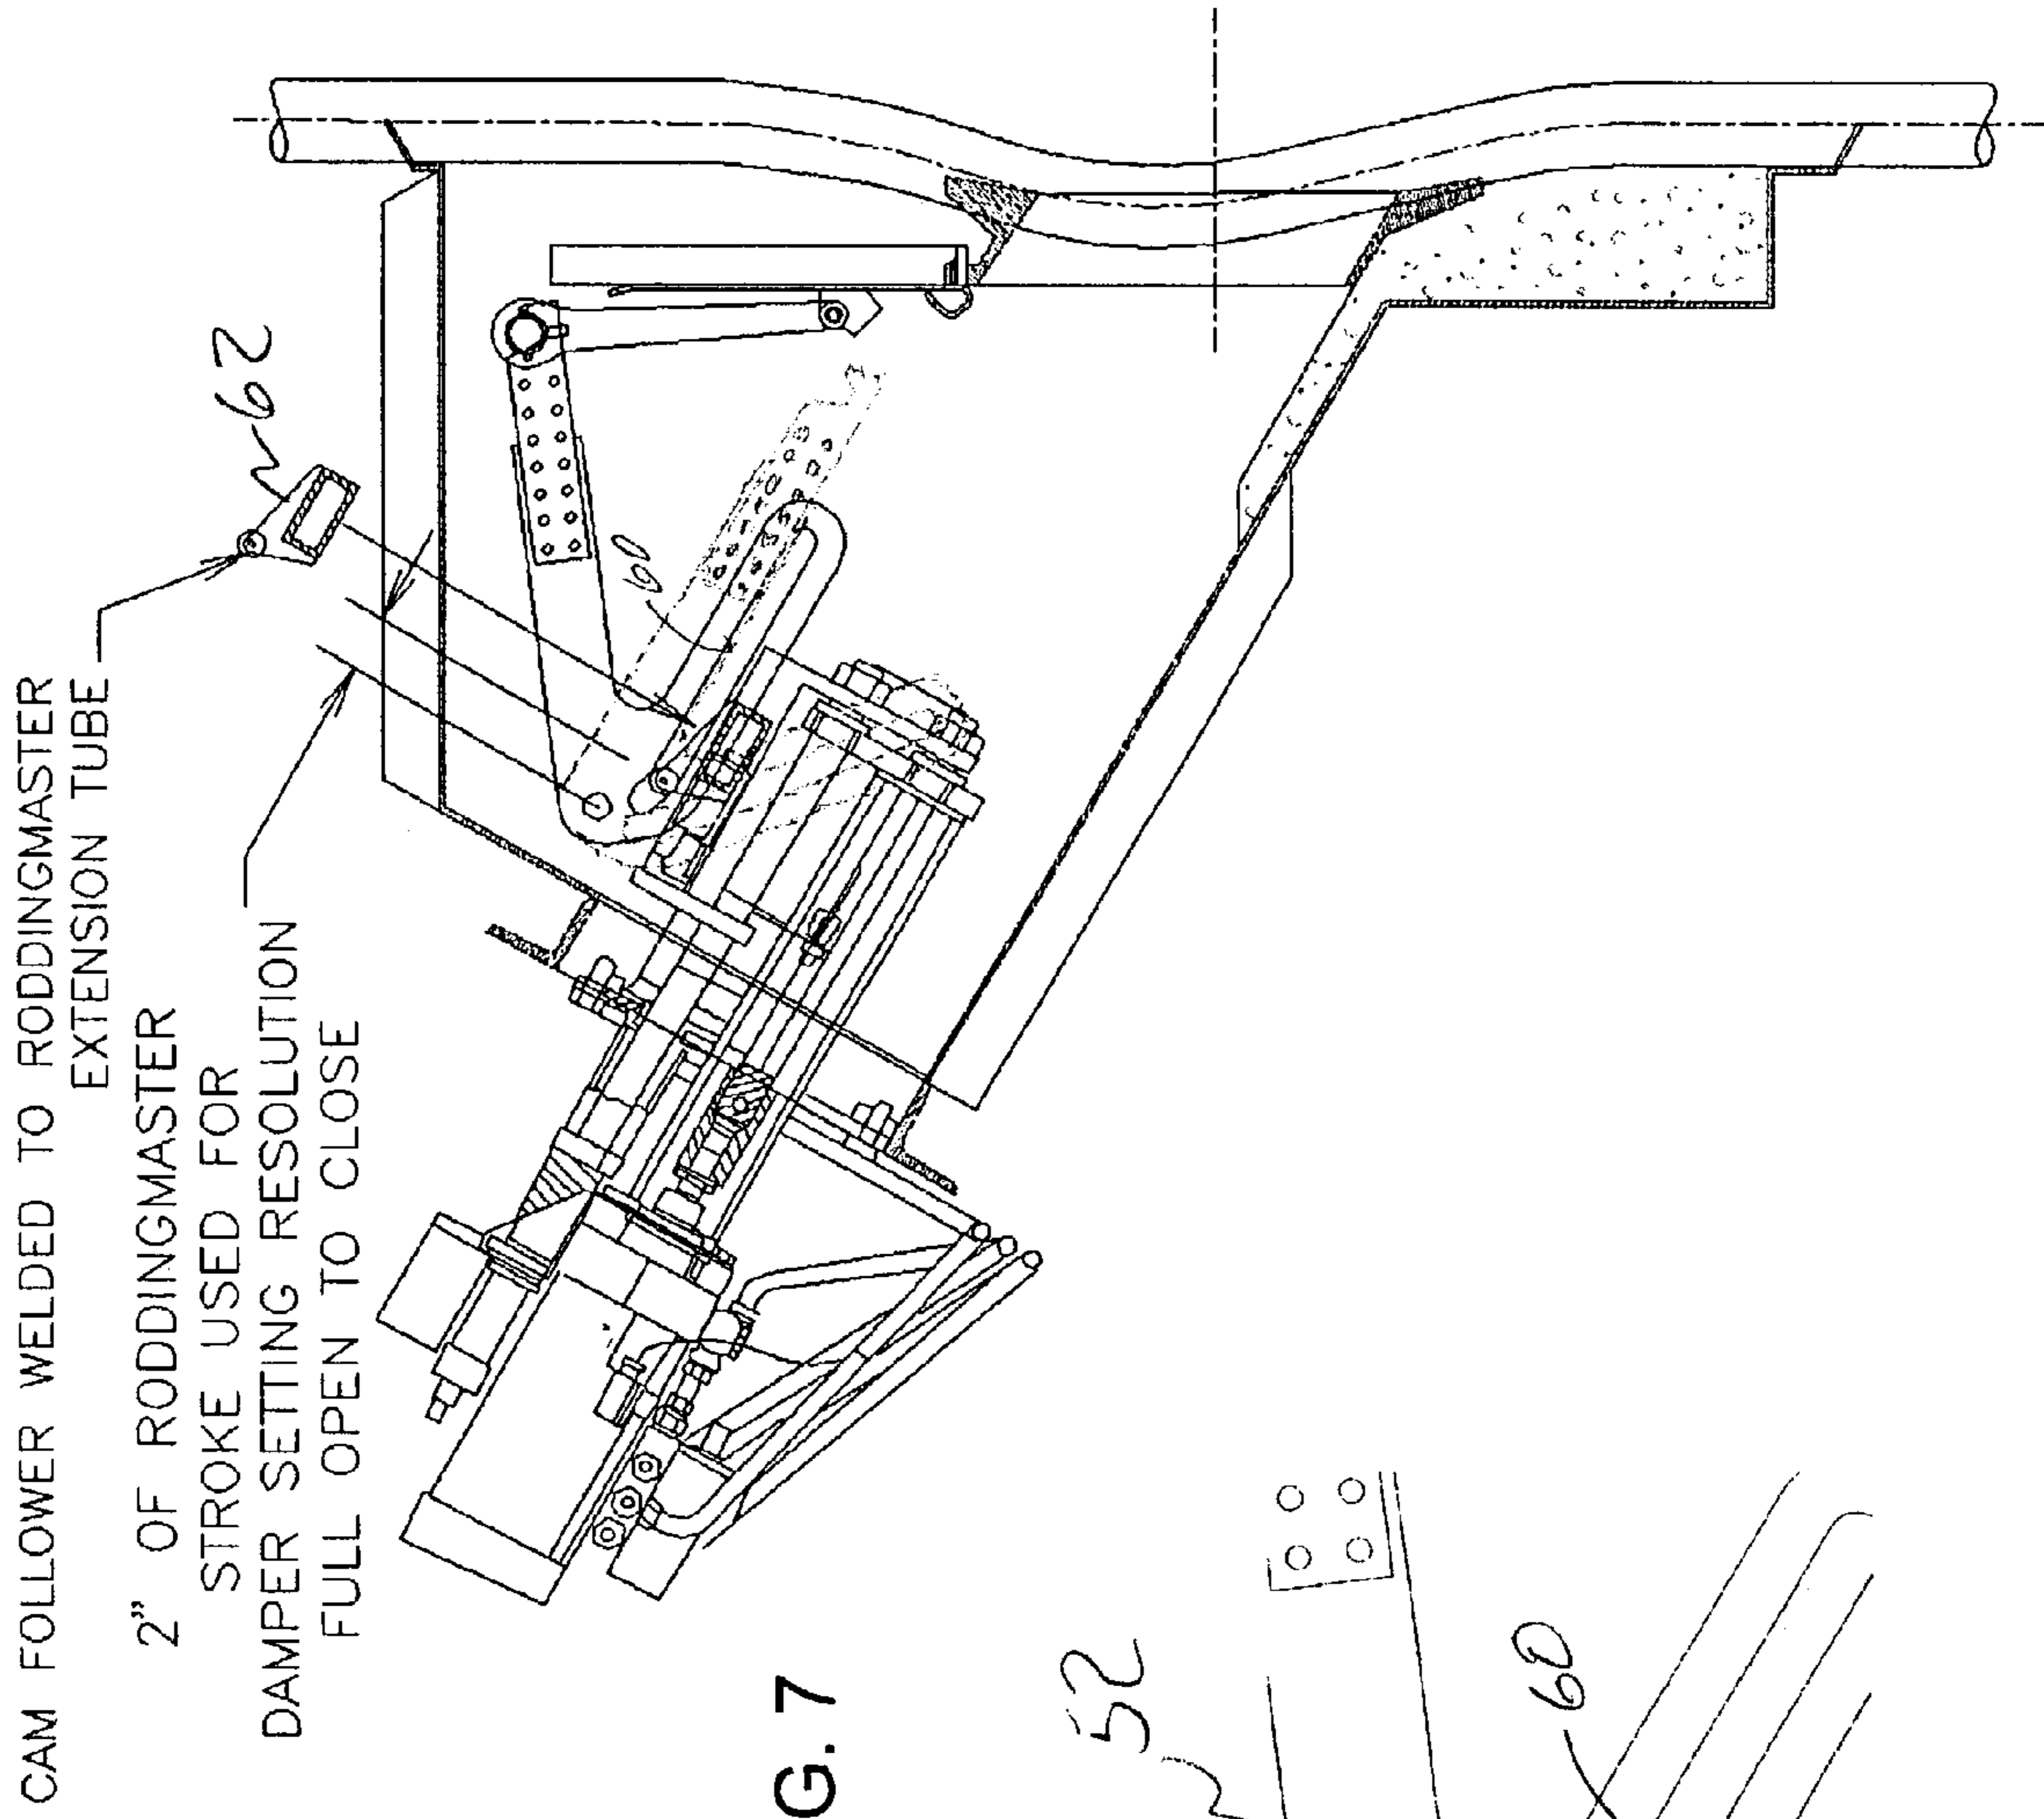 CAM FOLLOWER WELDED TO RODDINGMASTER
EXTENSION TUBE
62
2" OF RODDINGMASTER
STROKE USED FOR
DAMPER SETTING RESOLUTION
FULL OPEN TO CLOSE
60
G. 7
52
60